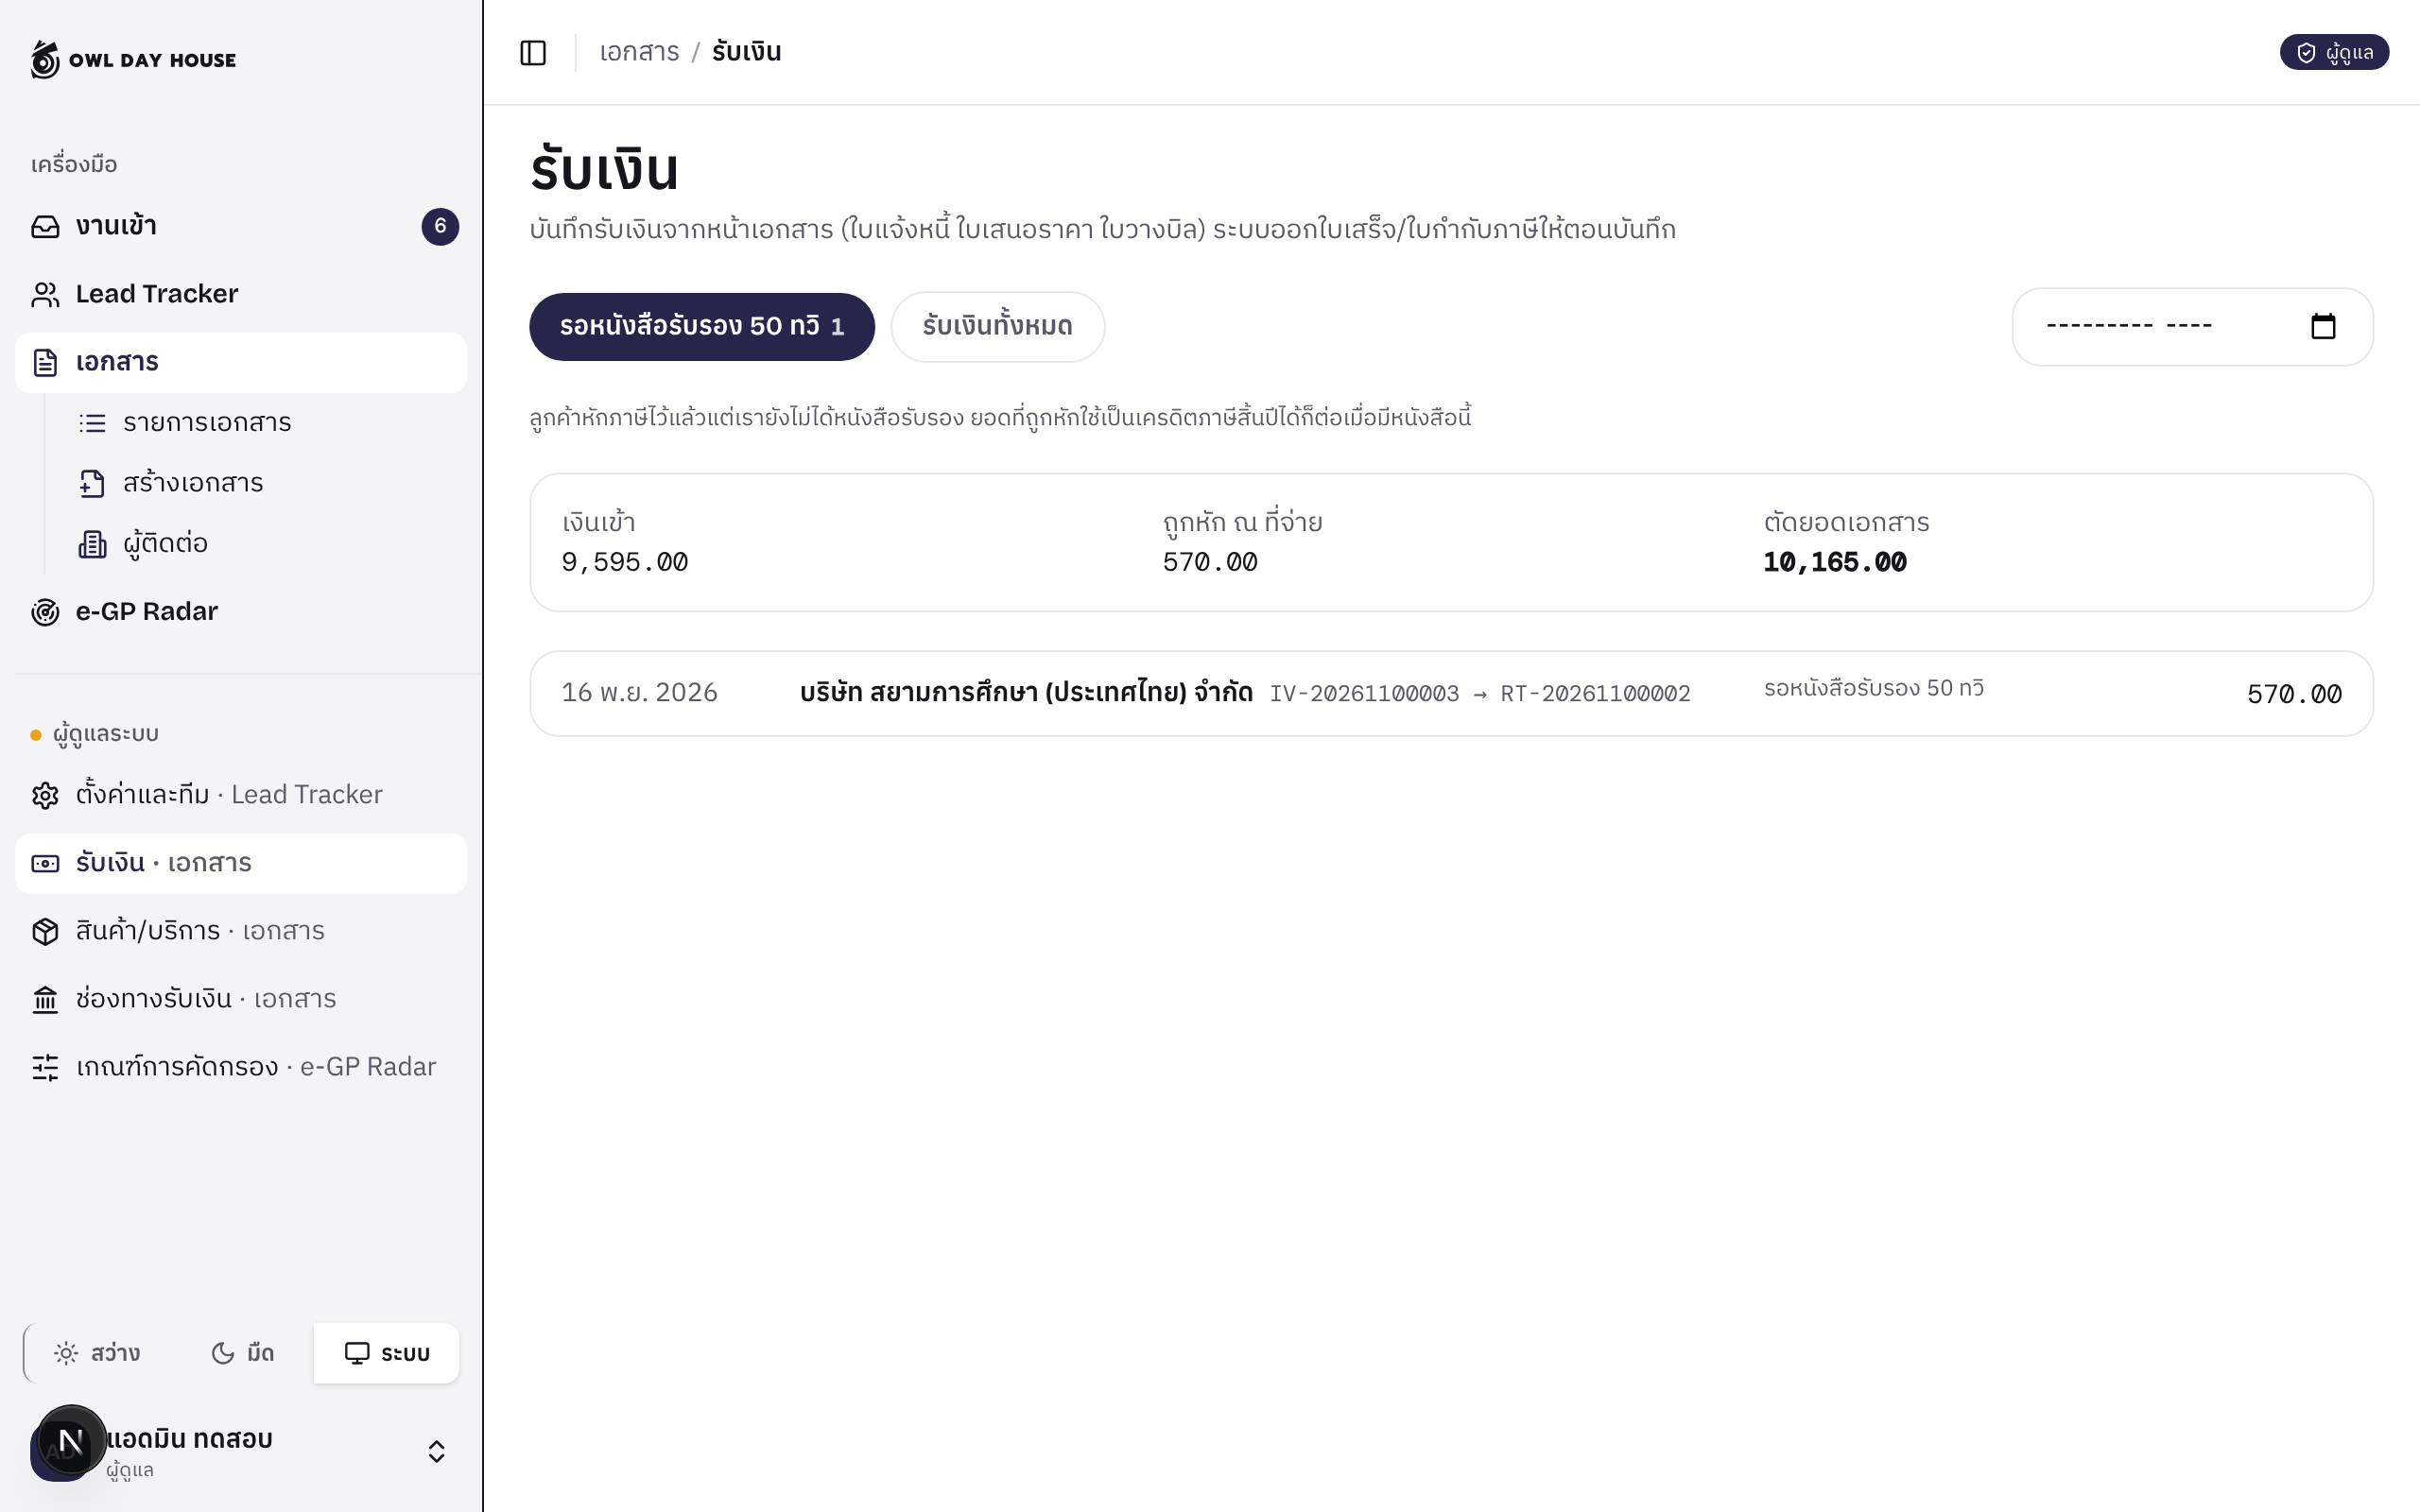 OWL DAY HOUSE
เครื่องมือ
งานเข้า 6
Lead Tracker
เอกสาร
รายการเอกสาร
สร้างเอกสาร
ผู้ติดต่อ
e-GP Radar
ผู้ดูแลระบบ
ตั้งค่าและทีม · Lead Tracker
รับเงิน · เอกสาร
สินค้า/บริการ · เอกสาร
ช่องทางรับเงิน · เอกสาร
เกณฑ์การคัดกรอง · e-GP Radar
สว่าง มืด ระบบ
N แอดมิน ทดสอบ
ผู้ดูแล
เอกสาร / รับเงิน
ผู้ดูแล
รับเงิน
บันทึกรับเงินจากหน้าเอกสาร (ใบแจ้งหนี้ ใบเสนอราคา ใบวางบิล) ระบบออกใบเสร็จ/ใบกำกับภาษีให้ตอนบันทึก
รอหนังสือรับรอง 50 ทวิ 1 รับเงินทั้งหมด --------- ----
ลูกค้าหักภาษีไว้แล้วแต่เรายังไม่ได้หนังสือรับรอง ยอดที่ถูกหักใช้เป็นเครดิตภาษีสิ้นปีได้ก็ต่อเมื่อมีหนังสือนี้
เงินเข้า ถูกหัก ณ ที่จ่าย ตัดยอดเอกสาร
9,595.00 570.00 10,165.00
16 พ.ย. 2026 บริษัท สยามการศึกษา (ประเทศไทย) จำกัด IV-20261100003 → RT-20261100002 รอหนังสือรับรอง 50 ทวิ 570.00